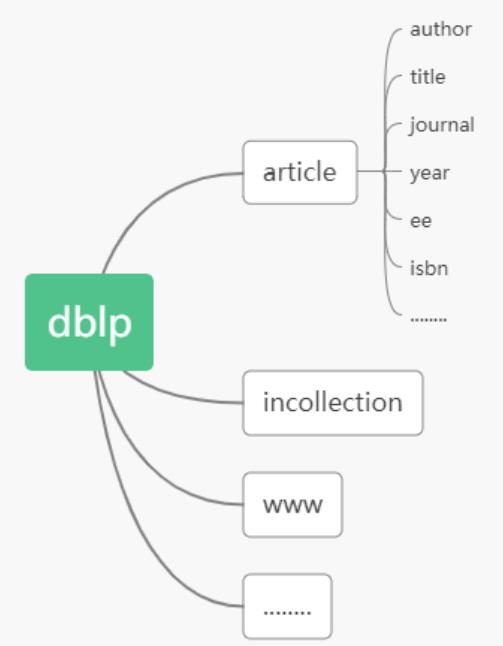 dblp
article
author
title
journal
year
ee
isbn
........
incollection
www
........